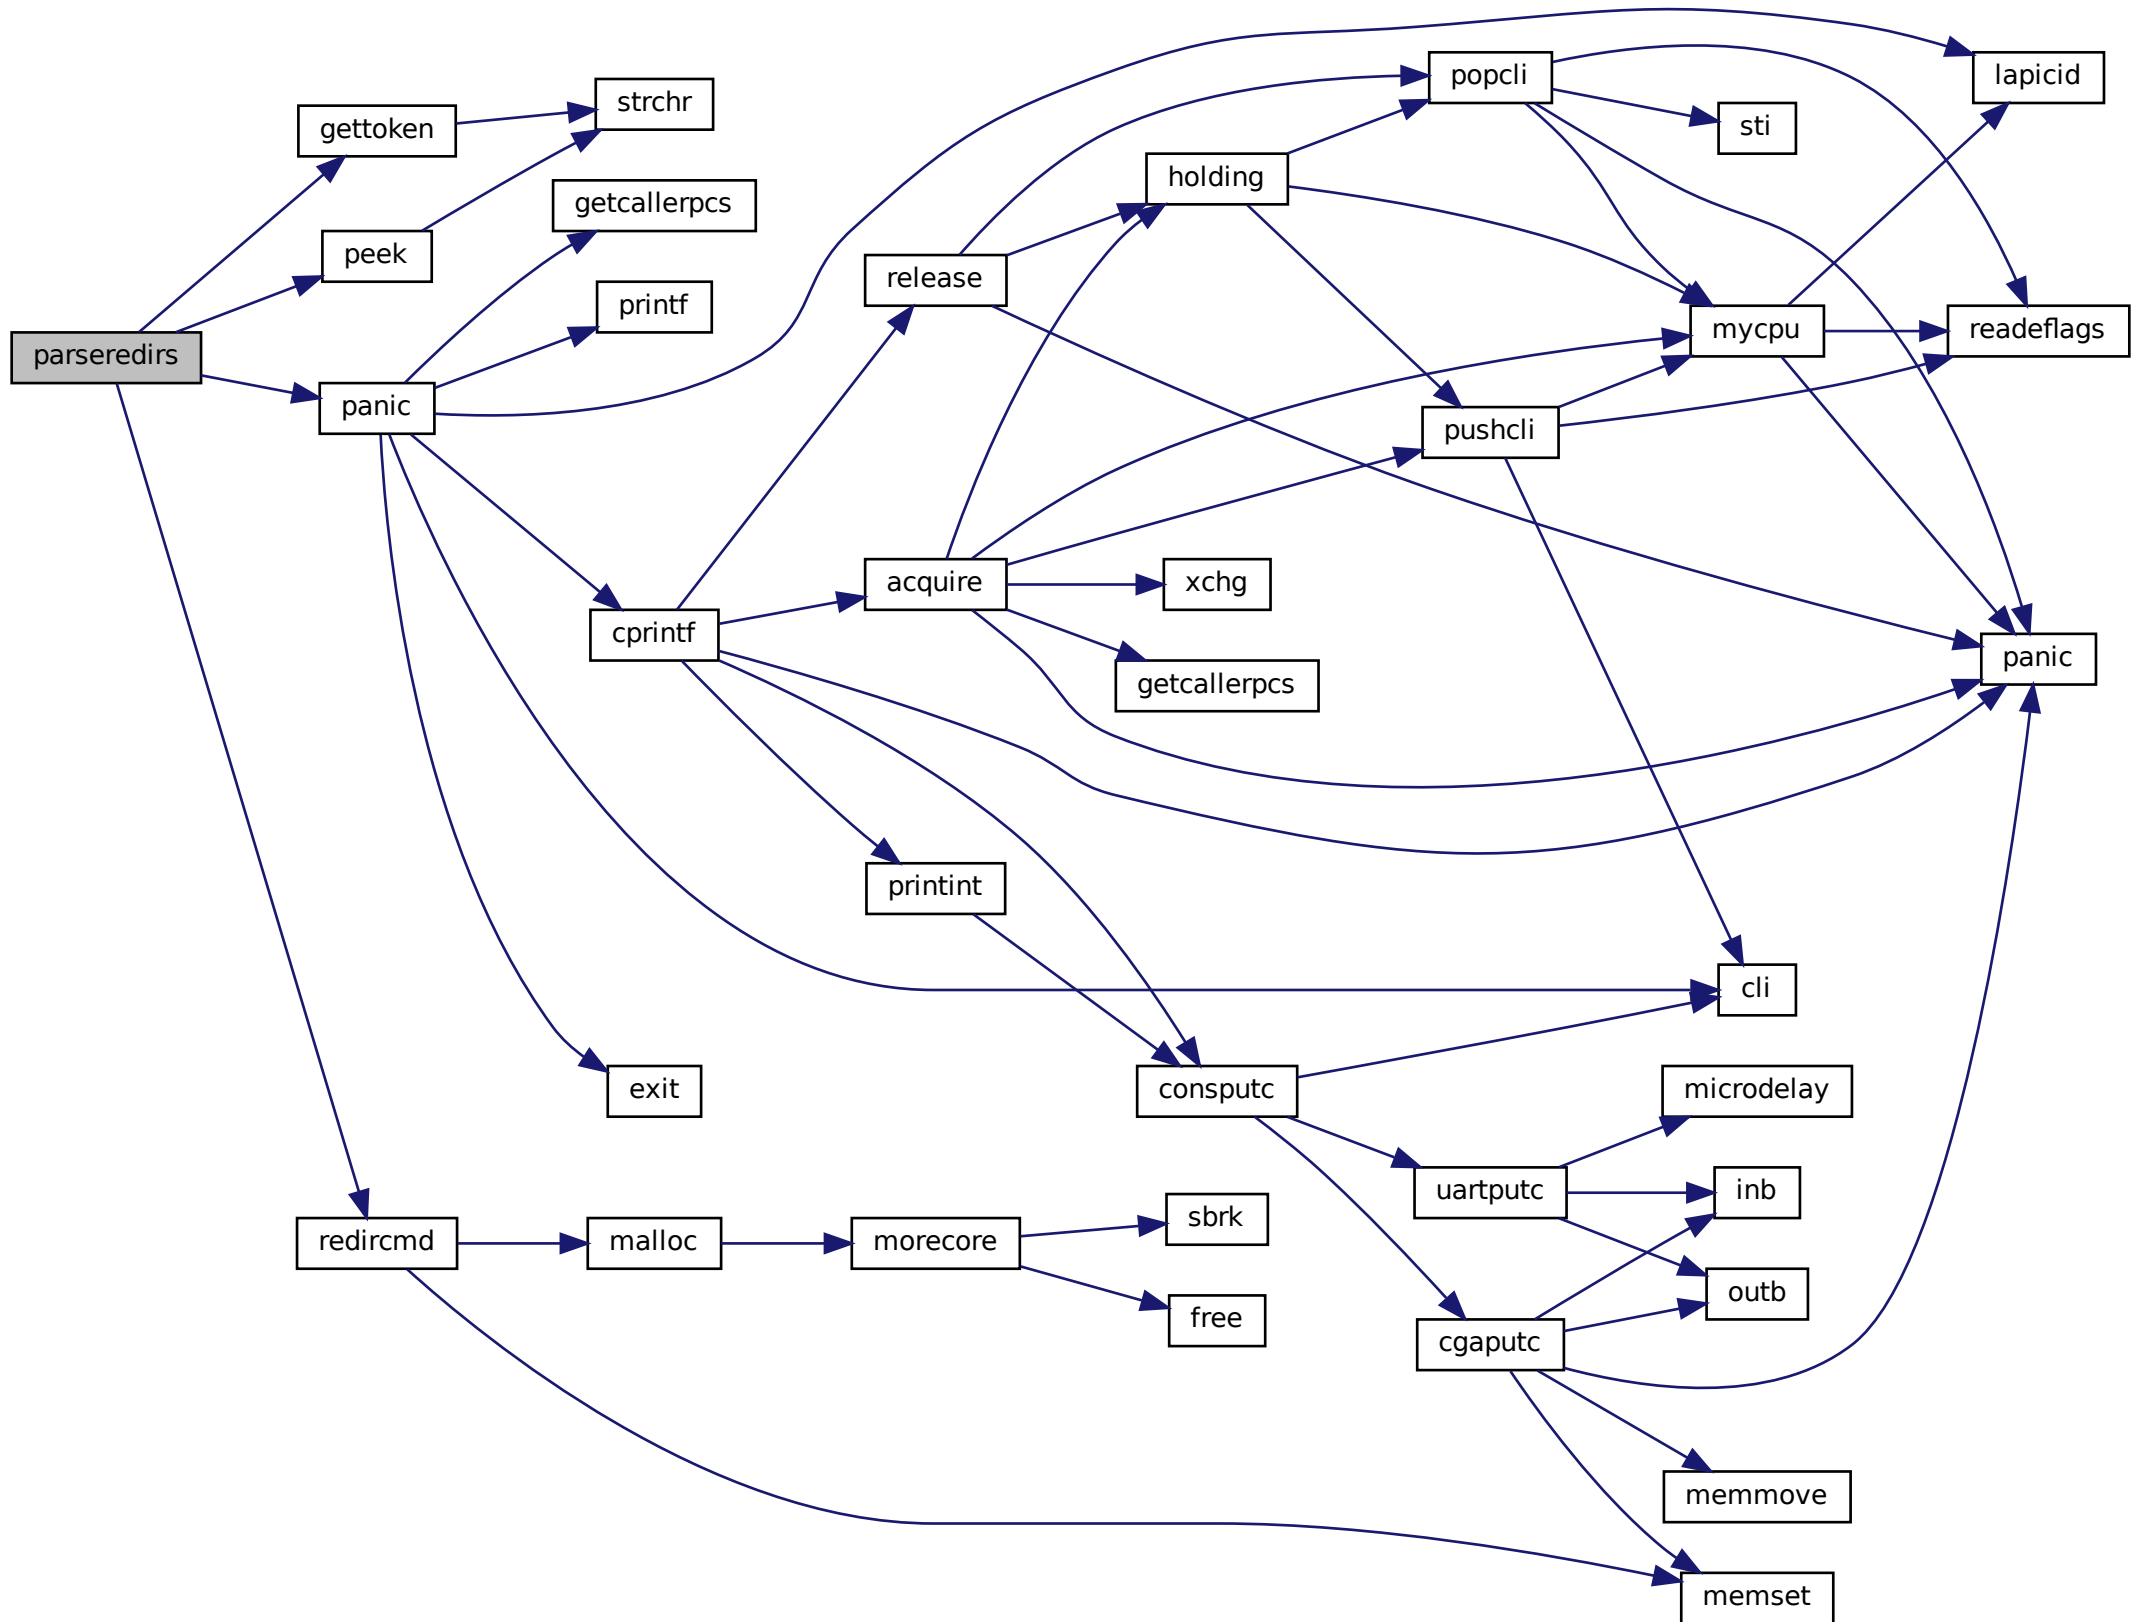 parseredirs
gettoken
peek
panic
redircmd
strchr
getcallerpcs
printf
cprintf
exit
malloc
release
acquire
printint
morecore
holding
xchg
getcallerpcs
consputc
sbrk
free
popcli
pushcli
uartputc
cgaputc
sti
mycpu
cli
microdelay
inb
outb
memmove
memset
lapicid
readeflags
panic